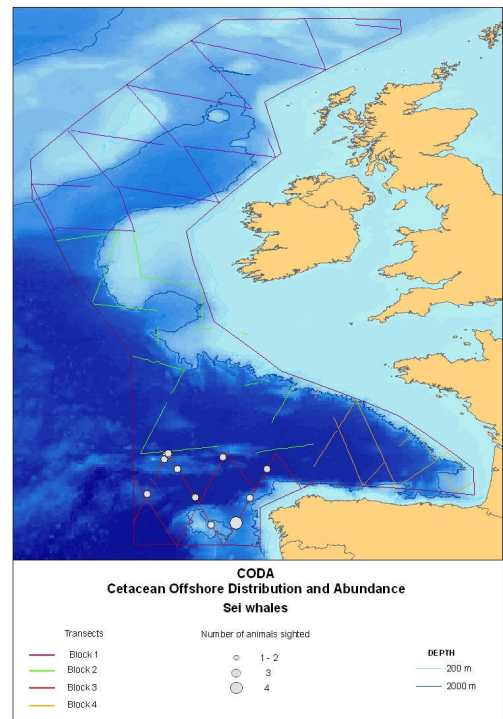 CODA
Cetacean Offshore Distribution and Abundance
Sei whales
Transects
Block 1
Block 2
Block 3
Block 4
Number of animals sighted
1 - 2
3
4
DEPTH
200 m
2000 m